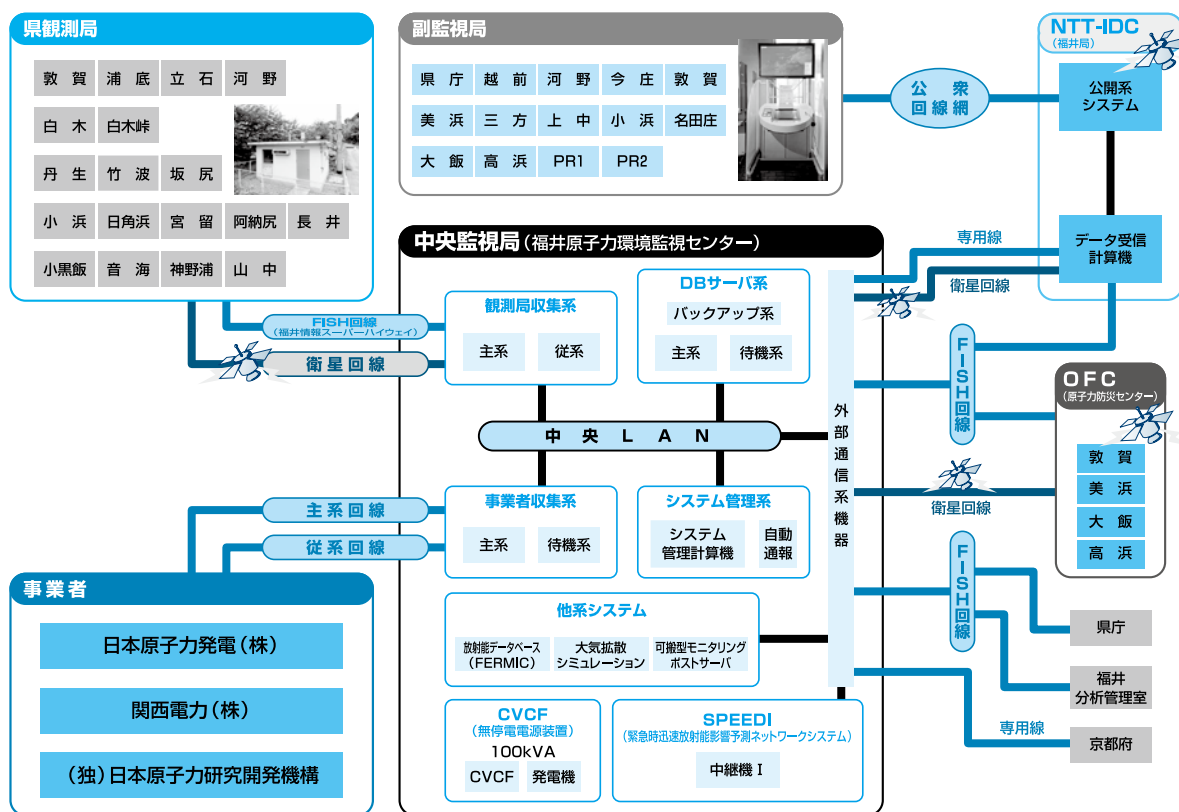 県観測局
敦賀 浦底 立石 河野
白木 白木峠
丹生 竹波 坂尻
小浜 日角浜 宮留 阿納尻 長井
小黒飯 音海 神野浦 山中
副監視局
県庁 越前 河野 今庄 敦賀
美浜 三方 上中 小浜 名田庄
大飯 高浜 PR1 PR2
公衆
回線網
NTT-IDC
(福井局)
公開系
システム
データ受信
計算機
専用線
衛星回線
FISH回線
(福井情報スーパーハイウェイ)
衛星回線
中央監視局(福井原子力環境監視センター)
観測局収集系
主系 従系
DBサーバ系
バックアップ系
主系 待機系
中央LAN
事業者収集系
主系 待機系
システム管理系
システム
管理計算機
自動
通報
他系システム
放射能データベース
(FERMIC)
大気拡散
シミュレーション
可搬型モニタリング
ポストサーバ
CVCF
(無停電電源装置)
100kVA
CVCF 発電機
SPEEDI
(緊急時迅速放射能影響予測ネットワークシステム)
中継機 I
外部通信系機器
主系回線
従系回線
事業者
日本原子力発電(株)
関西電力(株)
(独)日本原子力研究開発機構
FISH回線
OFC
(原子力防災センター)
敦賀
美浜
大飯
高浜
衛星回線
FISH回線
県庁
福井
分析管理室
専用線
京都府